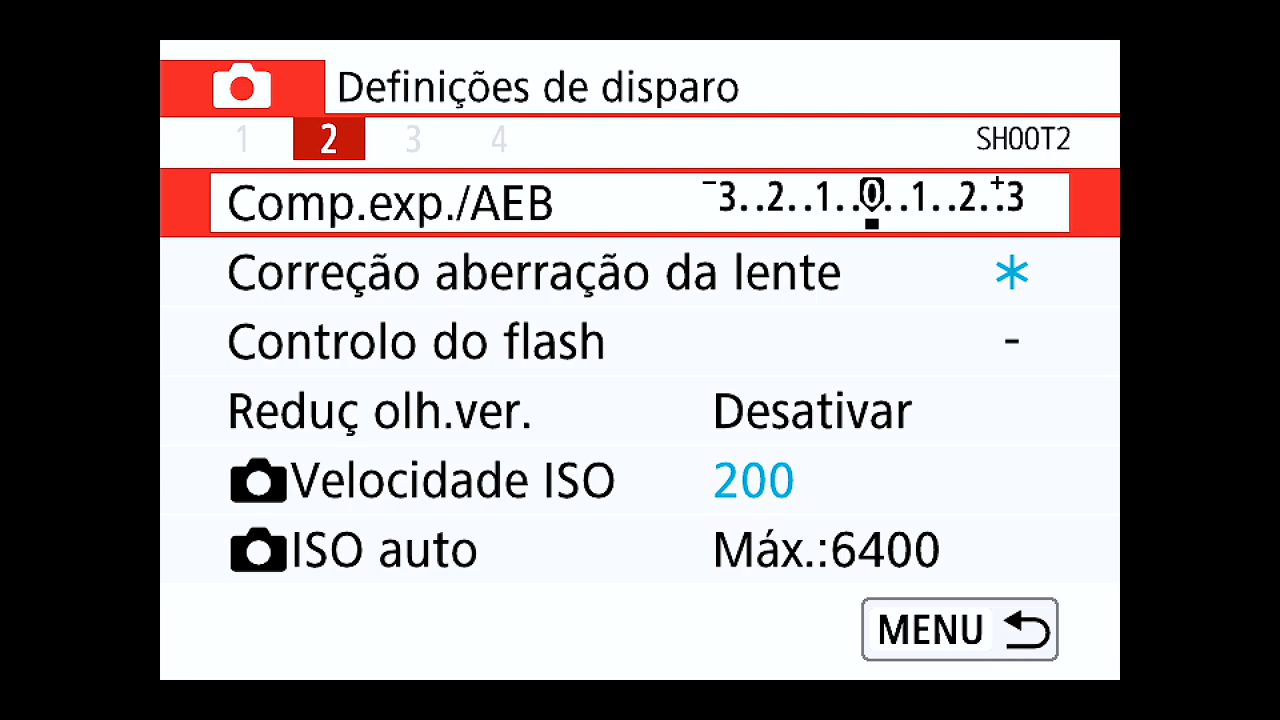 Definições de disparo
1 2 3 4 SHOOT2
Comp.exp./AEB -3..2..1..0..1..2..+3
Correção aberração da lente *
Controlo do flash -
Reduç olh.ver. Desativar
Velocidade ISO 200
ISO auto Máx.:6400
MENU